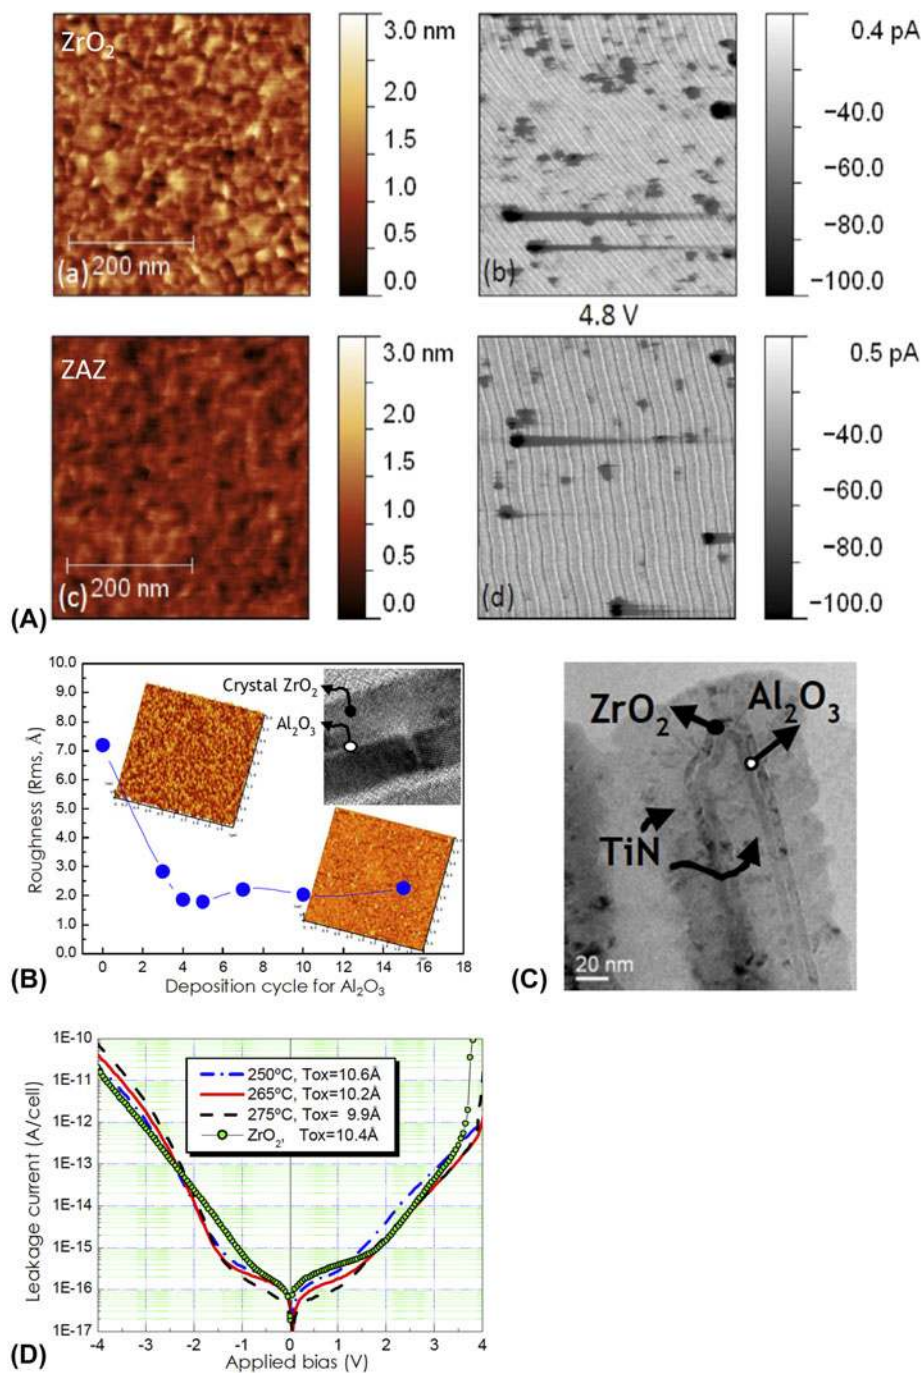 ZrO₂
(a) 200 nm
3.0 nm
2.0
1.5
1.0
0.5
0.0
(b)
0.4 pA
−40.0
−60.0
−80.0
−100.0
4.8 V
ZAZ
200 nm
(c)
3.0 nm
2.0
1.5
1.0
0.5
0.0
(d)
0.5 pA
−40.0
−60.0
−80.0
−100.0
(A)
Roughness (Rms, Å)
10.0
9.0
8.0
7.0
6.0
5.0
4.0
3.0
2.0
1.0
0.0
Crystal ZrO₂
Al₂O₃
0 2 4 6 8 10 12 14 16 18
Deposition cycle for Al₂O₃
(B)
ZrO₂
Al₂O₃
TiN
20 nm
(C)
Leakage current (A/cell)
1E-10
1E-11
1E-12
1E-13
1E-14
1E-15
1E-16
1E-17
250ºC, Tox=10.6Å
265ºC, Tox=10.2Å
275ºC, Tox= 9.9Å
ZrO₂, Tox=10.4Å
-4 -3 -2 -1 0 1 2 3 4
Applied bias (V)
(D)